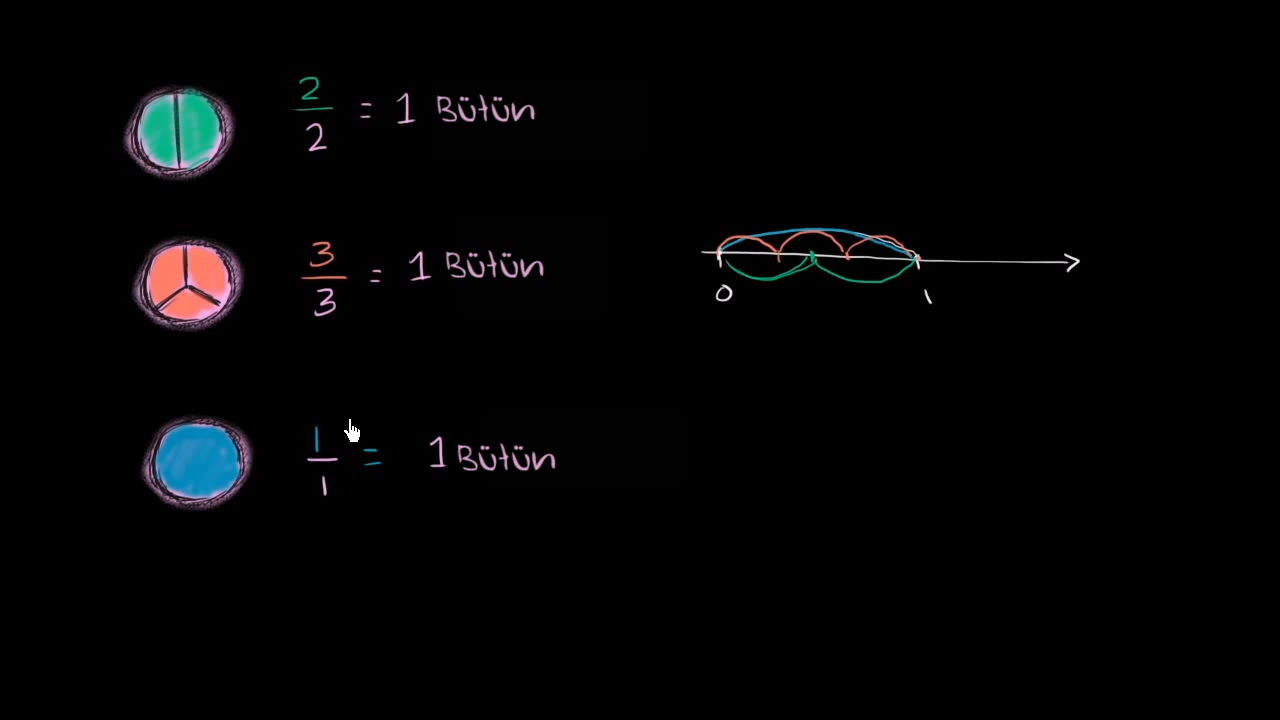 2/2 = 1 Bütün
3/3 = 1 Bütün
0 1
1/1 = 1 Bütün